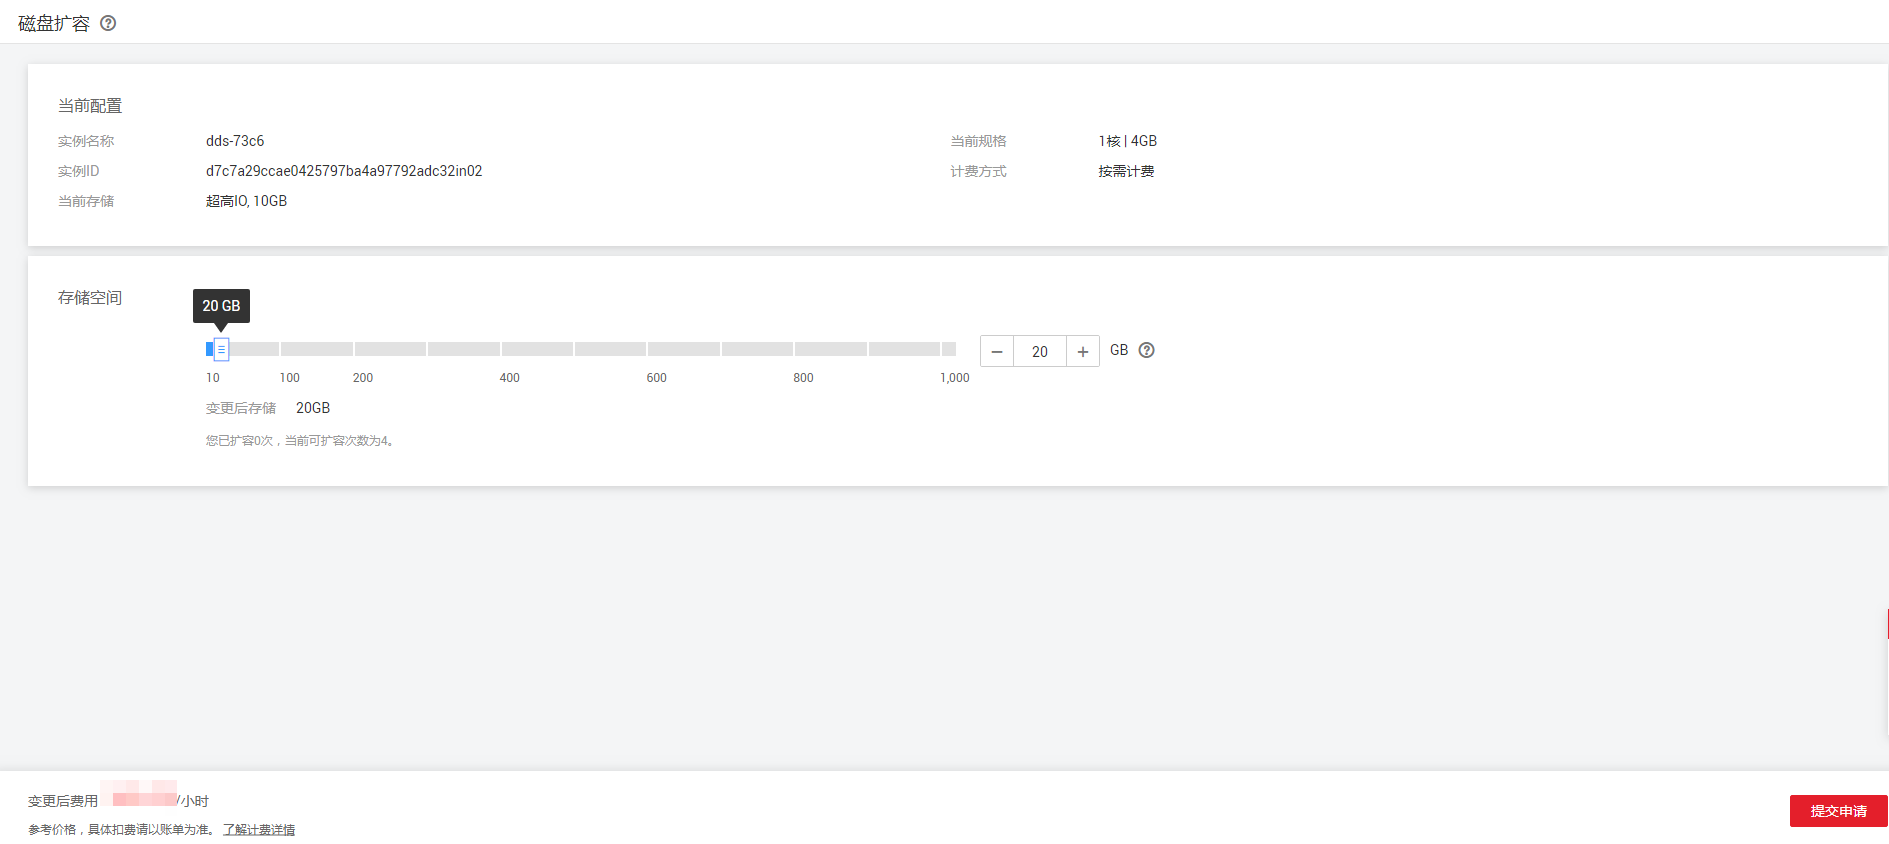 磁盘扩容
当前配置
实例名称 dds-73c6 当前规格 1核 | 4GB
实例ID d7c7a29ccae0425797ba4a97792adc32in02 计费方式 按需计费
当前存储 超高IO, 10GB
存储空间 20 GB
20 GB
10 100 200 400 600 800 1,000
变更后存储 20GB
您已扩容0次，当前可扩容次数为4。
变更后费用 /小时
参考价格，具体扣费请以账单为准。 了解计费详情
提交申请